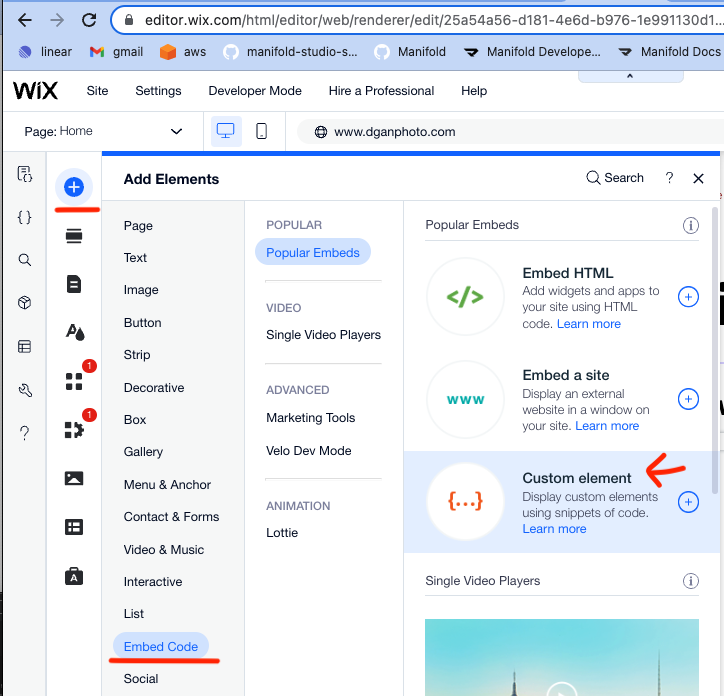 editor.wix.com/html/editor/web/renderer/edit/25a54a56-d181-4e6d-b976-1e991130d1...
linear
gmail
aws
manifold-studio-s...
Manifold
Manifold Develope...
Manifold Docs
WiX
Site
Settings
Developer Mode
Hire a Professional
Help
Page: Home
www.dganphoto.com
Add Elements
Search
?
Page
Text
Image
Button
Strip
Decorative
Box
Gallery
Menu & Anchor
Contact & Forms
Video & Music
Interactive
List
Embed Code
Social
1
1
POPULAR
Popular Embeds
VIDEO
Single Video Players
ADVANCED
Marketing Tools
Velo Dev Mode
ANIMATION
Lottie
Popular Embeds
</>
Embed HTML
Add widgets and apps to
your site using HTML
code. Learn more
www
Embed a site
Display an external
website in a window on
your site. Learn more
{...}
Custom element
Display custom elements
using snippets of code.
Learn more
Single Video Players